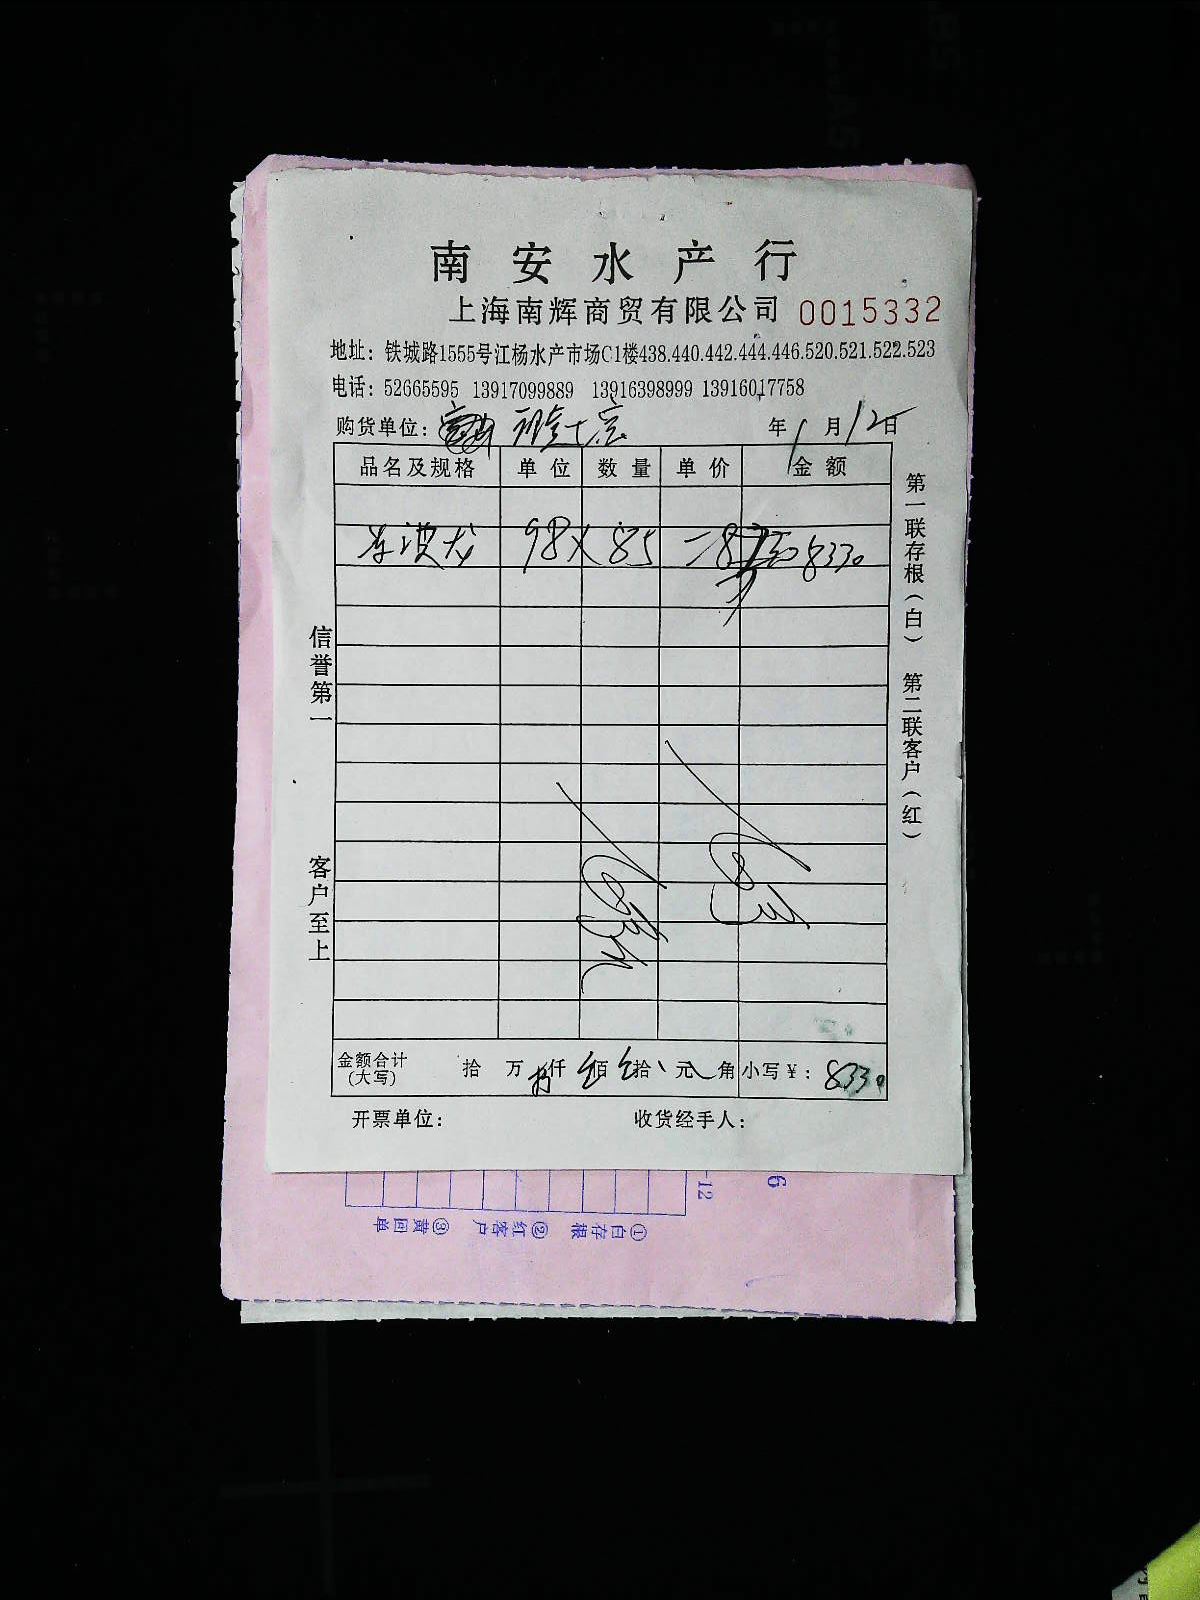 南安水产行
上海南辉商贸有限公司 0015332
地址：铁城路1555号江杨水产市场C1楼438.440.442.444.446.520.521.522.523
电话：52665595 13917099889 13916398999 13916017758
购货单位： 年1月12日
品名及规格 单位 数量 单价 金额
98× 85 8330
信誉第一
客户至上
第一联存根（白） 第二联客户（红）
金额合计（大写） 拾 万 仟 佰 拾 元 角 小写¥：8330
开票单位： 收货经手人：
-12
6
①白存根 ②红客户 ③黄回单